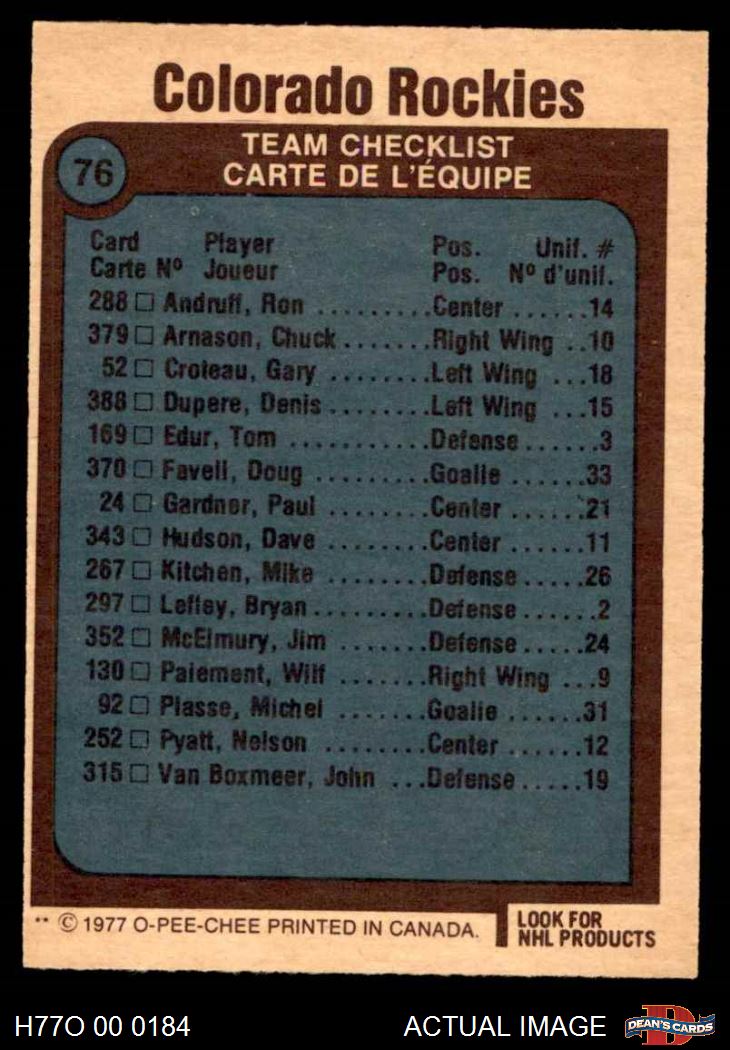 Colorado Rockies
76
TEAM CHECKLIST
CARTE DE L'ÉQUIPE
Card Player Pos. Unif. #
Carte Nº Joueur Pos. Nº d'unif.
288 □ Andruff, Ron .........Center ......14
379 □ Arnason, Chuck.......Right Wing ..10
52 □ Croteau, Gary ........Left Wing ...18
388 □ Dupere, Denis........Left Wing ...15
169 □ Edur, Tom ...........Defense......3
370 □ Favell, Doug .........Goalie ......33
24 □ Gardner, Paul ........Center ......21
343 □ Hudson, Dave ........Center ......11
267 □ Kitchen, Mike ........Defense.....26
297 □ Lefley, Bryan.........Defense......2
352 □ McElmury, Jim .......Defense.....24
130 □ Paiement, Wilf .......Right Wing ...9
92 □ Plasse, Michel .......Goalie ......31
252 □ Pyatt, Nelson ........Center ......12
315 □ Van Boxmeer, John ...Defense.....19
** © 1977 O-PEE-CHEE PRINTED IN CANADA.
LOOK FOR
NHL PRODUCTS
H77O 00 0184
ACTUAL IMAGE
D
DEAN'S CARDS